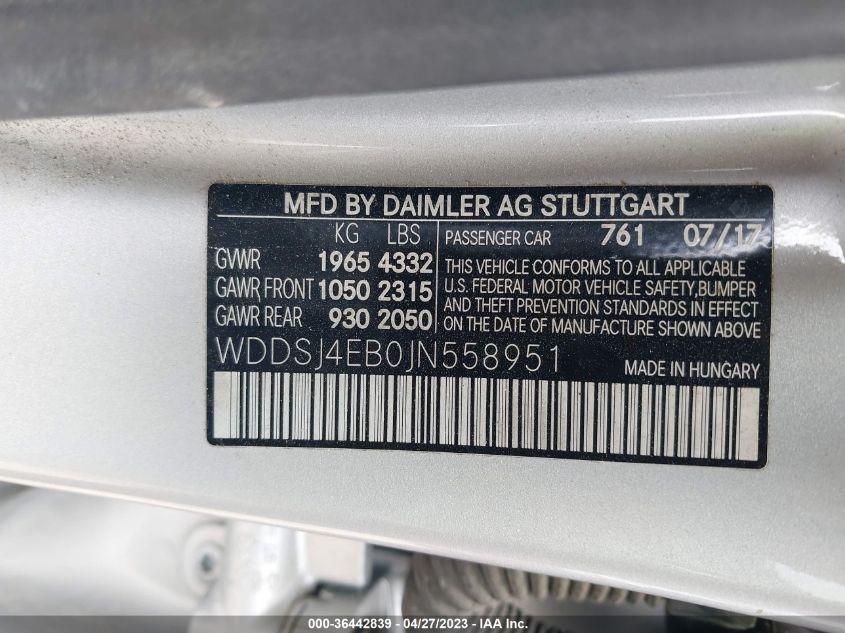 MFD BY DAIMLER AG STUTTGART
KG LBS
GVWR 1965 4332
GAWR FRONT 1050 2315
GAWR REAR 930 2050
PASSENGER CAR 761 07/17
THIS VEHICLE CONFORMS TO ALL APPLICABLE
U.S. FEDERAL MOTOR VEHICLE SAFETY, BUMPER
AND THEFT PREVENTION STANDARDS IN EFFECT
ON THE DATE OF MANUFACTURE SHOWN ABOVE
WDDSJ4EB0JN558951
MADE IN HUNGARY
000-36442839 - 04/27/2023 - IAA Inc.